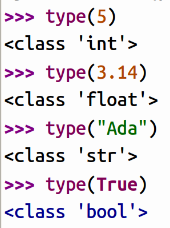 >>> type(5)
<class 'int'>
>>> type(3.14)
<class 'float'>
>>> type("Ada")
<class 'str'>
>>> type(True)
<class 'bool'>